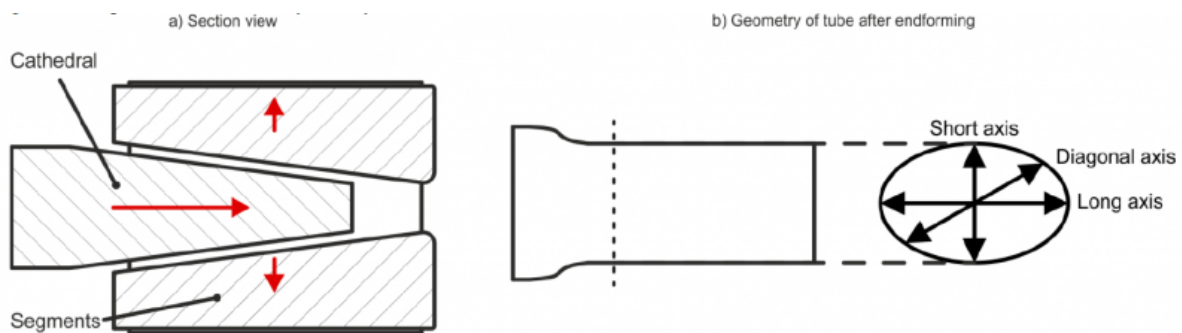 a) Section view
b) Geometry of tube after endforming
Cathedral
Segments
Short axis
Diagonal axis
Long axis